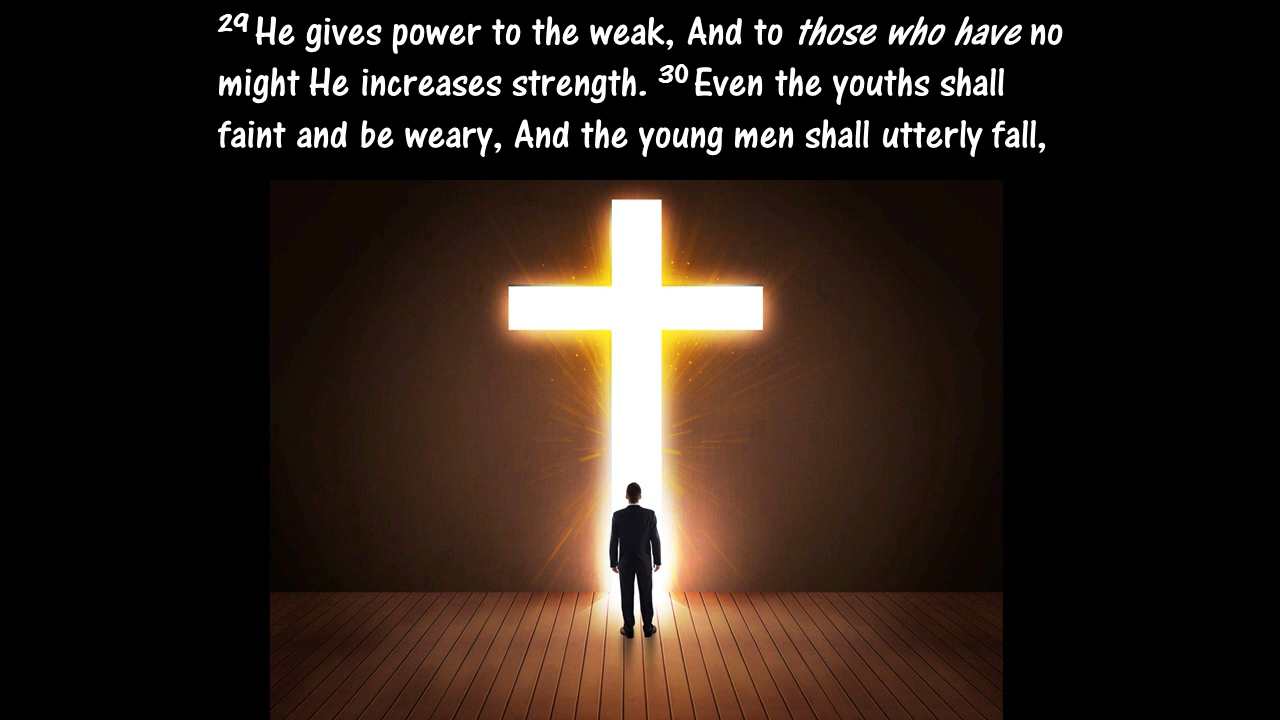 29 He gives power to the weak, And to those who have no
might He increases strength. 30 Even the youths shall
faint and be weary, And the young men shall utterly fall,